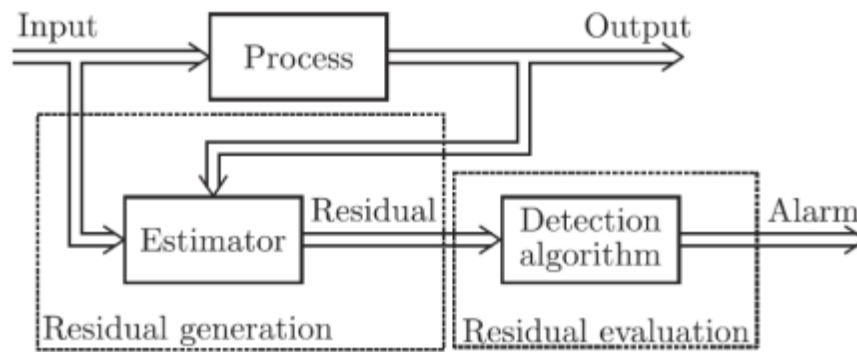 Input
Output
Process
Residual
Alarm
Estimator
Detection
algorithm
Residual generation
Residual evaluation